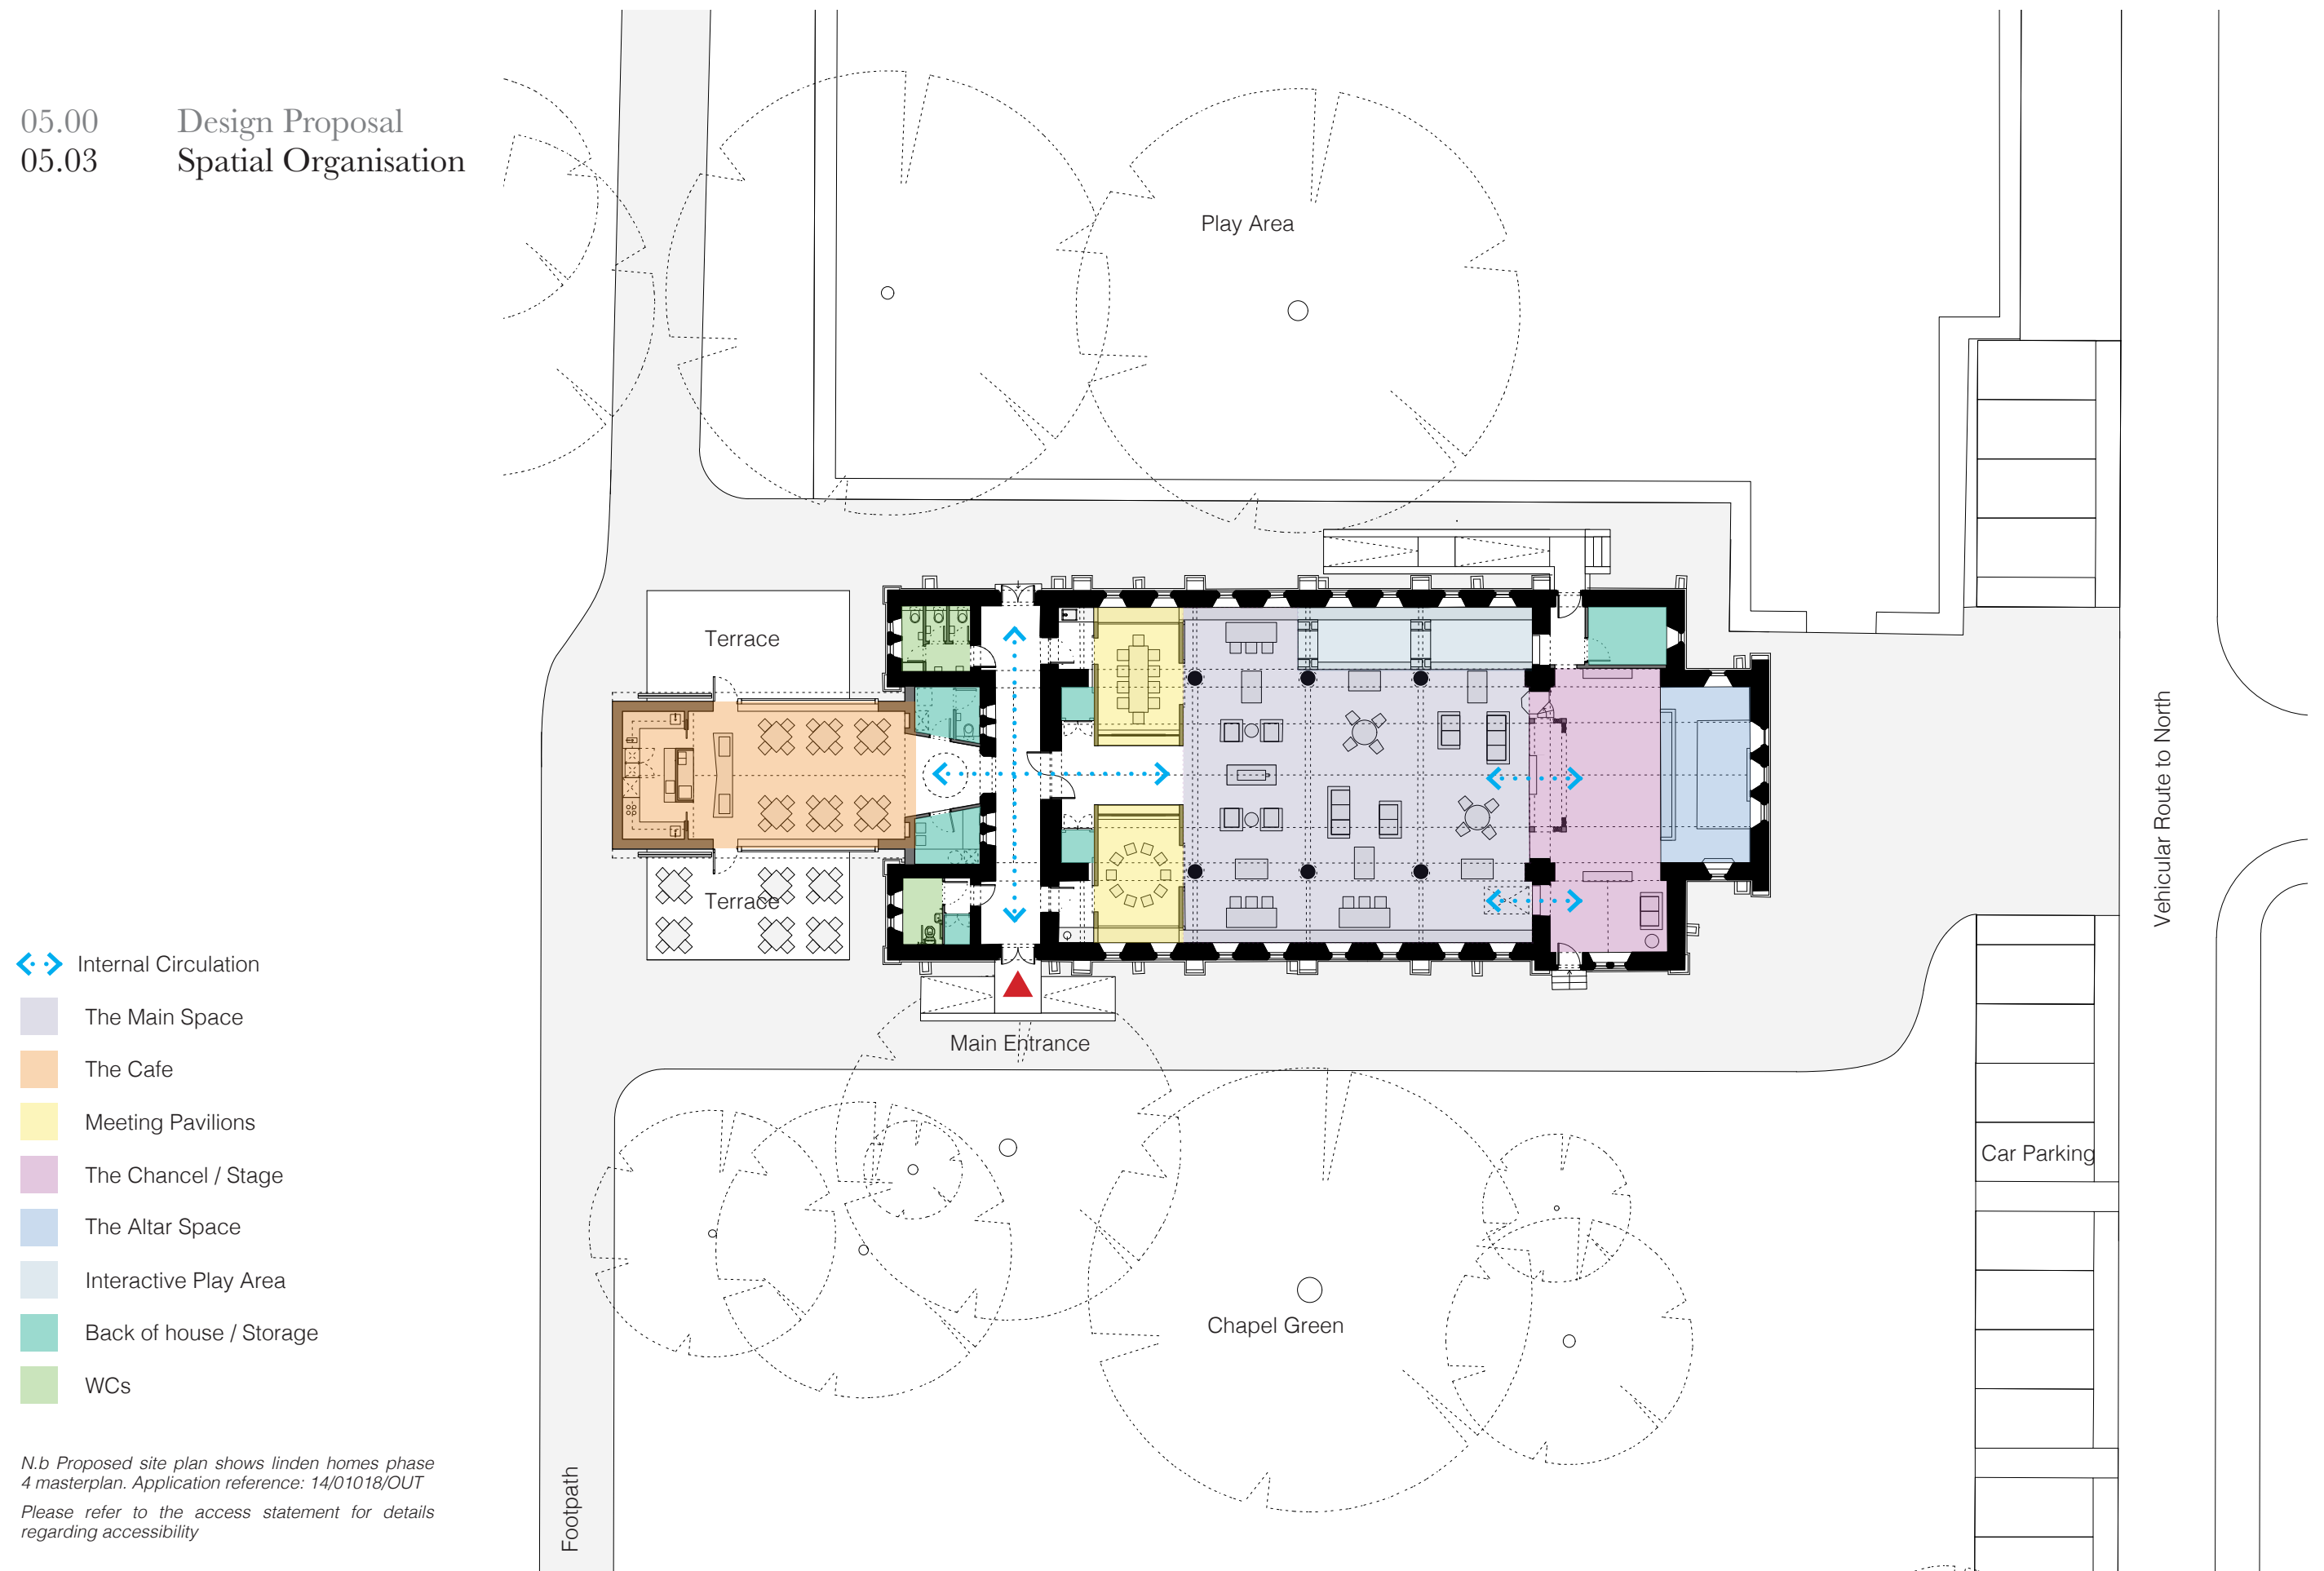 05.00 Design Proposal
05.03 Spatial Organisation
Play Area
Terrace
Terrace
Vehicular Route to North
Main Entrance
Car Parking
Chapel Green
Footpath
Internal Circulation
The Main Space
The Cafe
Meeting Pavilions
The Chancel / Stage
The Altar Space
Interactive Play Area
Back of house / Storage
WCs
N.b Proposed site plan shows linden homes phase
4 masterplan. Application reference: 14/01018/OUT
Please refer to the access statement for details
regarding accessibility